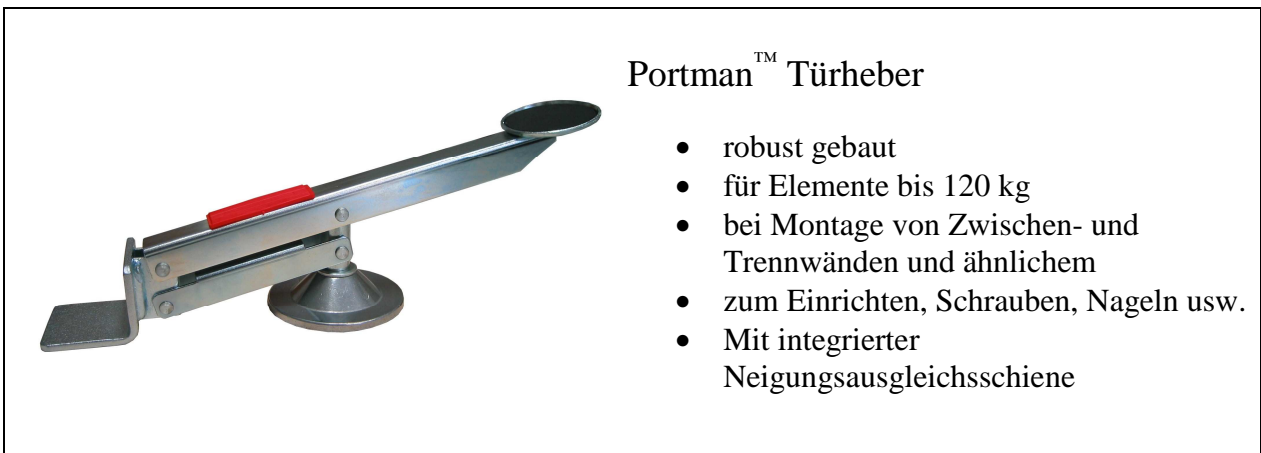 Portman™ Türheber
• robust gebaut
• für Elemente bis 120 kg
• bei Montage von Zwischen- und
Trennwänden und ähnlichem
• zum Einrichten, Schrauben, Nageln usw.
• Mit integrierter
Neigungsausgleichsschiene